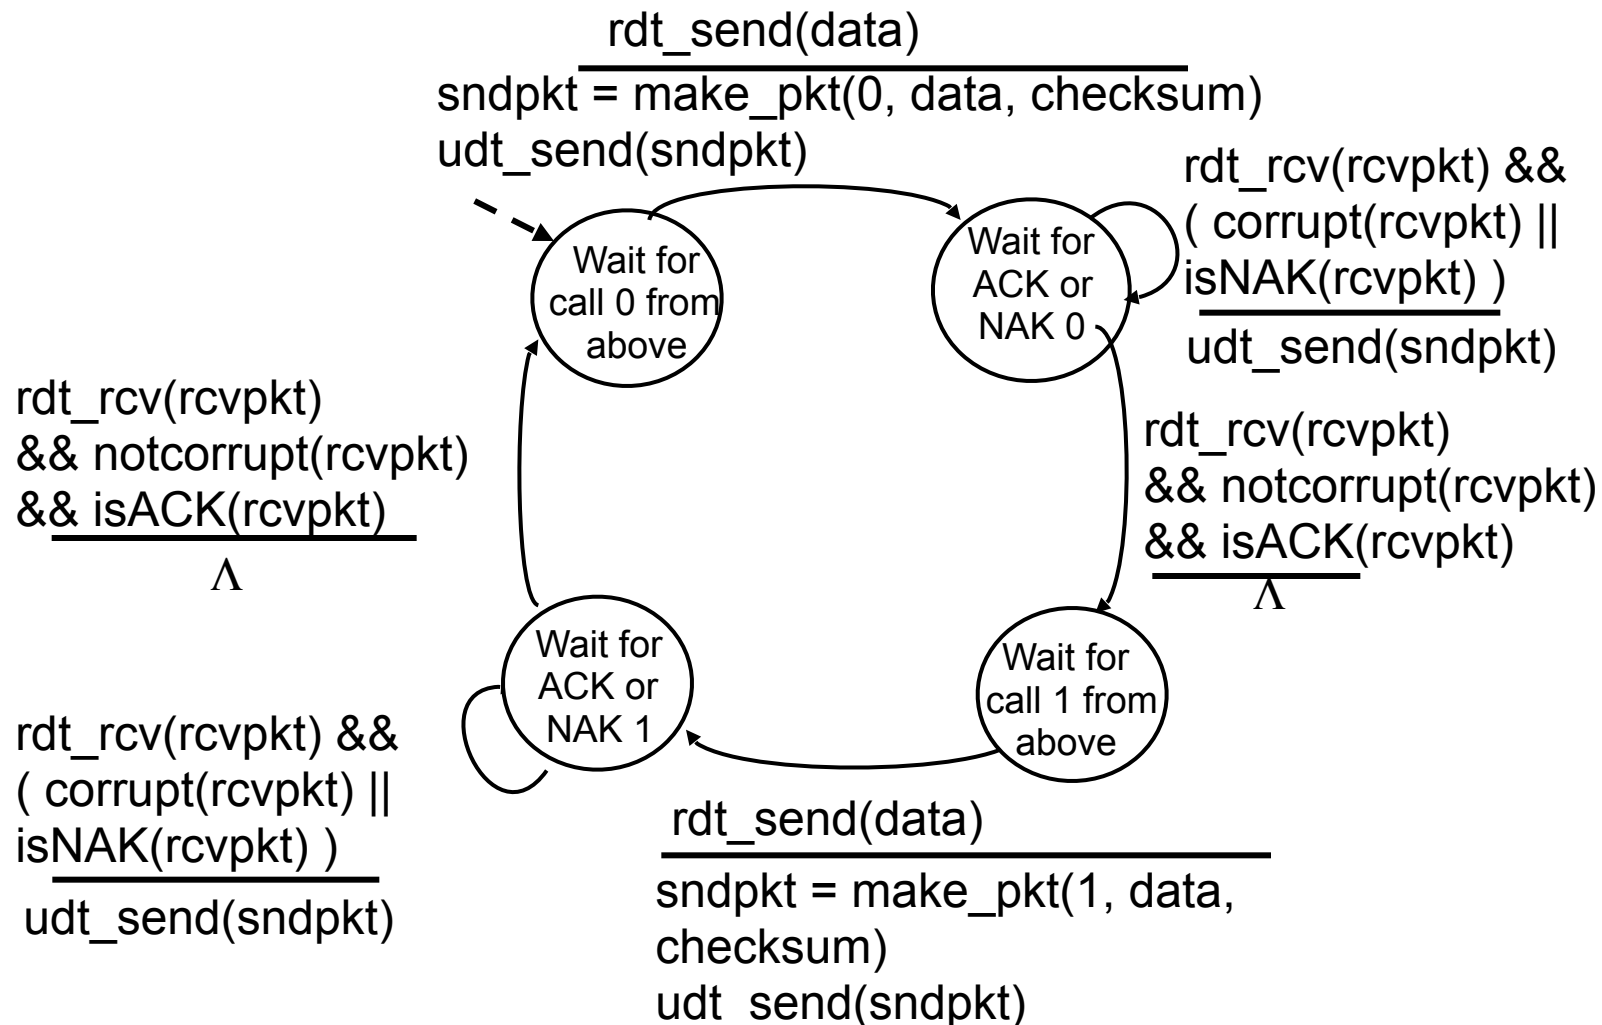 rdt_send(data)
sndpkt = make_pkt(0, data, checksum)
udt_send(sndpkt)
rdt_rcv(rcvpkt) &&
( corrupt(rcvpkt) ||
isNAK(rcvpkt) )
udt_send(sndpkt)
Wait for
call 0 from
above
Wait for
ACK or
NAK 0
rdt_rcv(rcvpkt)
&& notcorrupt(rcvpkt)
&& isACK(rcvpkt)
Λ
rdt_rcv(rcvpkt)
&& notcorrupt(rcvpkt)
&& isACK(rcvpkt)
Λ
Wait for
ACK or
NAK 1
Wait for
call 1 from
above
rdt_rcv(rcvpkt) &&
( corrupt(rcvpkt) ||
isNAK(rcvpkt) )
udt_send(sndpkt)
rdt_send(data)
sndpkt = make_pkt(1, data,
checksum)
udt_send(sndpkt)